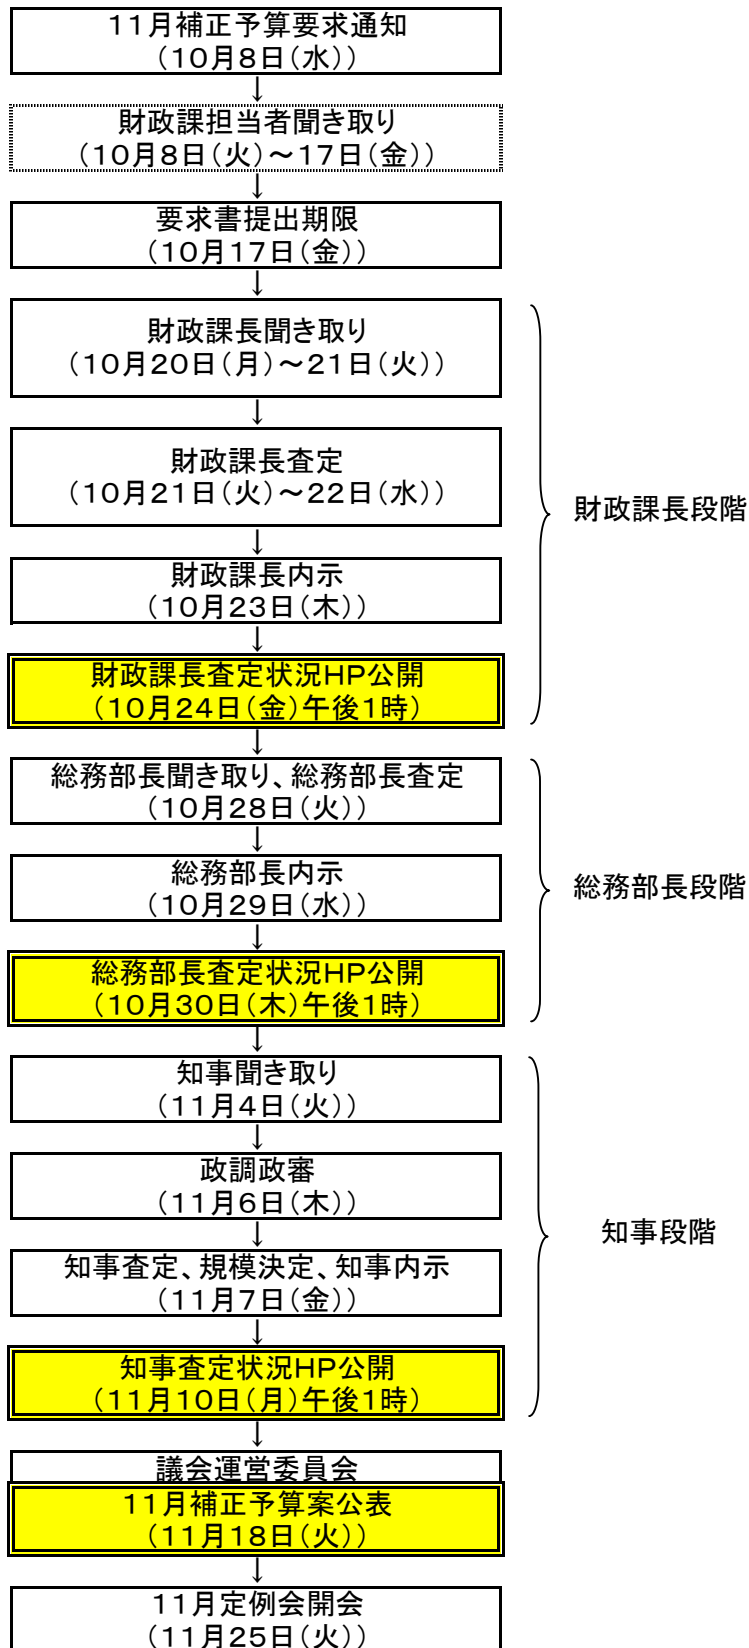 11月補正予算要求通知
(10月8日(水))
↓
財政課担当者聞き取り
(10月8日(火)～17日(金))
↓
要求書提出期限
(10月17日(金))
↓
財政課長聞き取り
(10月20日(月)～21日(火))
↓
財政課長査定
(10月21日(火)～22日(水))
↓
財政課長内示
(10月23日(木))
↓
財政課長査定状況HP公開
(10月24日(金)午後1時)
財政課長段階
↓
総務部長聞き取り、総務部長査定
(10月28日(火))
↓
総務部長内示
(10月29日(水))
↓
総務部長査定状況HP公開
(10月30日(木)午後1時)
総務部長段階
↓
知事聞き取り
(11月4日(火))
↓
政調政審
(11月6日(木))
↓
知事査定、規模決定、知事内示
(11月7日(金))
↓
知事査定状況HP公開
(11月10日(月)午後1時)
知事段階
↓
議会運営委員会
11月補正予算案公表
(11月18日(火))
↓
11月定例会開会
(11月25日(火))